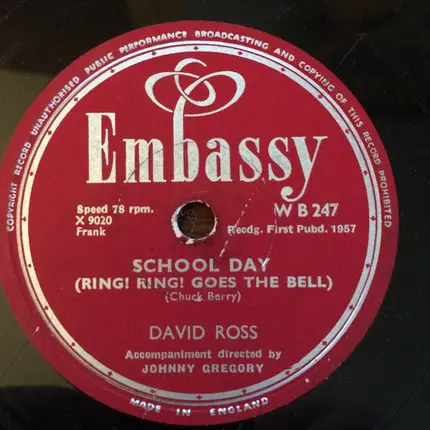 COPYRIGHT RECORD UNAUTHORISED PUBLIC PERFORMANCE BROADCASTING AND COPYING OF THIS RECORD PROHIBITED
Embassy
Speed 78 rpm.
X 9020
Frank
WB 247
Recdg. First Pubd. 1957
SCHOOL DAY
(RING! RING! GOES THE BELL)
(Chuck Barry)
DAVID ROSS
Accompaniment directed by
JOHNNY GREGORY
MADE IN ENGLAND